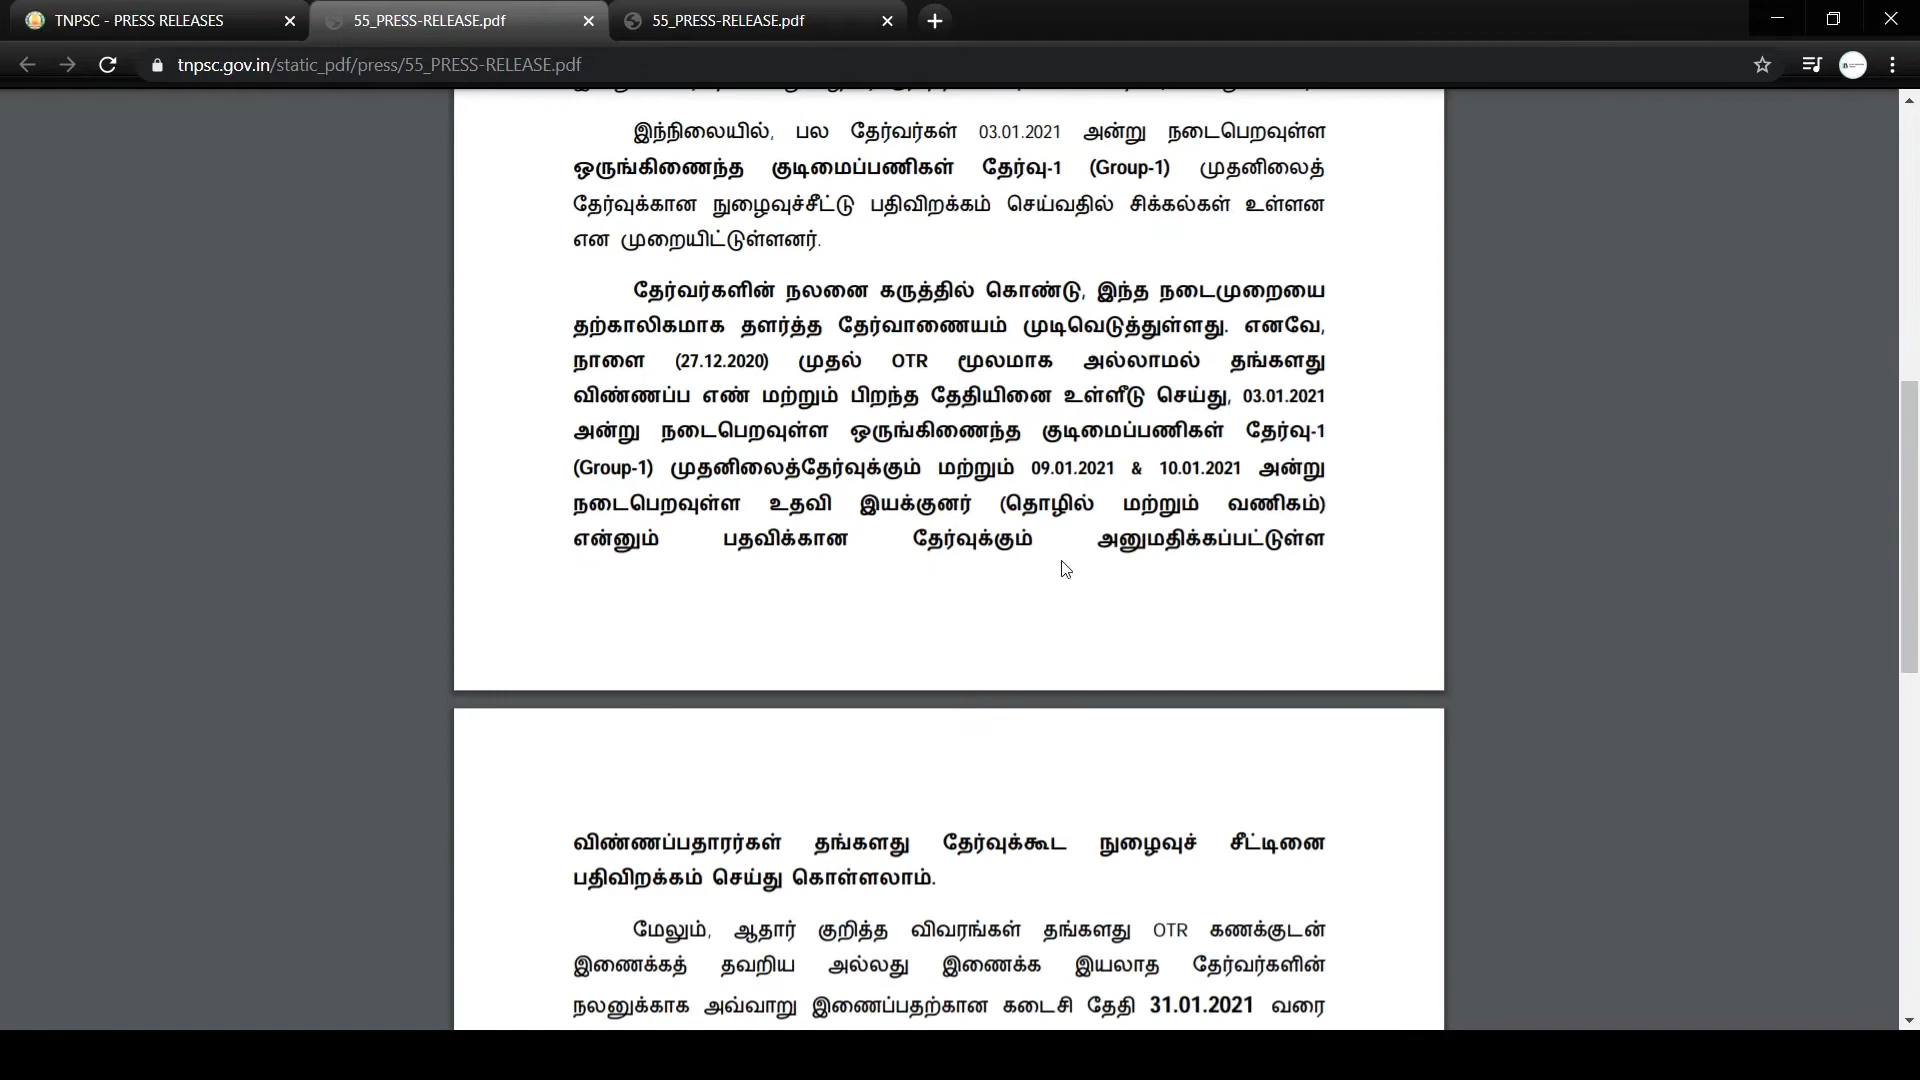 TNPSC - PRESS RELEASES
55_PRESS-RELEASE.pdf
55_PRESS-RELEASE.pdf
tnpsc.gov.in/static_pdf/press/55_PRESS-RELEASE.pdf
இந்நிலையில், பல தேர்வர்கள் 03.01.2021 அன்று நடைபெறவுள்ள
ஒருங்கிணைந்த குடிமைப்பணிகள் தேர்வு-1 (Group-1) முதனிலைத்
தேர்வுக்கான நுழைவுச்சீட்டு பதிவிறக்கம் செய்வதில் சிக்கல்கள் உள்ளன
என முறையிட்டுள்ளனர்.
தேர்வர்களின் நலனை கருத்தில் கொண்டு, இந்த நடைமுறையை
தற்காலிகமாக தளர்த்த தேர்வாணையம் முடிவெடுத்துள்ளது. எனவே,
நாளை (27.12.2020) முதல் OTR மூலமாக அல்லாமல் தங்களது
விண்ணப்ப எண் மற்றும் பிறந்த தேதியினை உள்ளீடு செய்து, 03.01.2021
அன்று நடைபெறவுள்ள ஒருங்கிணைந்த குடிமைப்பணிகள் தேர்வு-1
(Group-1) முதனிலைத்தேர்வுக்கும் மற்றும் 09.01.2021 & 10.01.2021 அன்று
நடைபெறவுள்ள உதவி இயக்குனர் (தொழில் மற்றும் வணிகம்)
என்னும் பதவிக்கான தேர்வுக்கும் அனுமதிக்கப்பட்டுள்ள
விண்ணப்பதாரர்கள் தங்களது தேர்வுக்கூட நுழைவுச் சீட்டினை
பதிவிறக்கம் செய்து கொள்ளலாம்.
மேலும், ஆதார் குறித்த விவரங்கள் தங்களது OTR கணக்குடன்
இணைக்கத் தவறிய அல்லது இணைக்க இயலாத தேர்வர்களின்
நலனுக்காக அவ்வாறு இணைப்பதற்கான கடைசி தேதி 31.01.2021 வரை